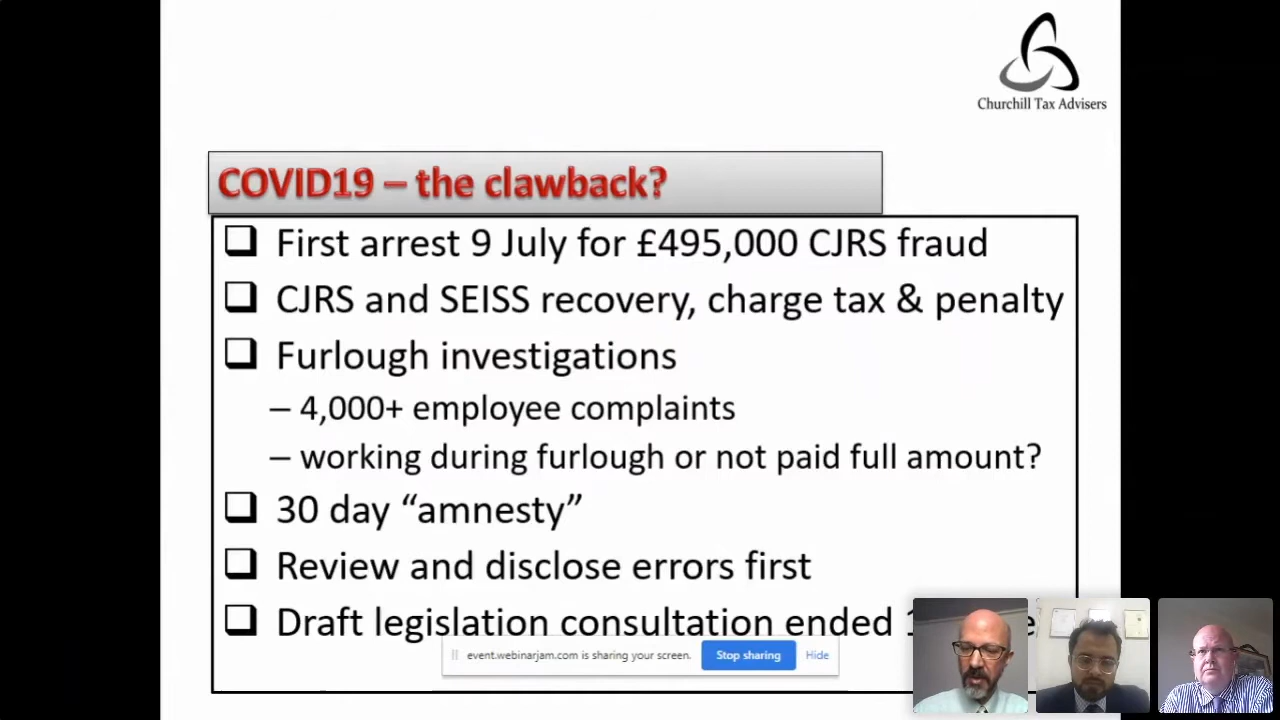 Churchill Tax Advisers
COVID19 – the clawback?
❑ First arrest 9 July for £495,000 CJRS fraud
❑ CJRS and SEISS recovery, charge tax & penalty
❑ Furlough investigations
– 4,000+ employee complaints
– working during furlough or not paid full amount?
❑ 30 day “amnesty”
❑ Review and disclose errors first
❑ Draft legislation consultation ended
event.webinarjam.com is sharing your screen. Stop sharing Hide